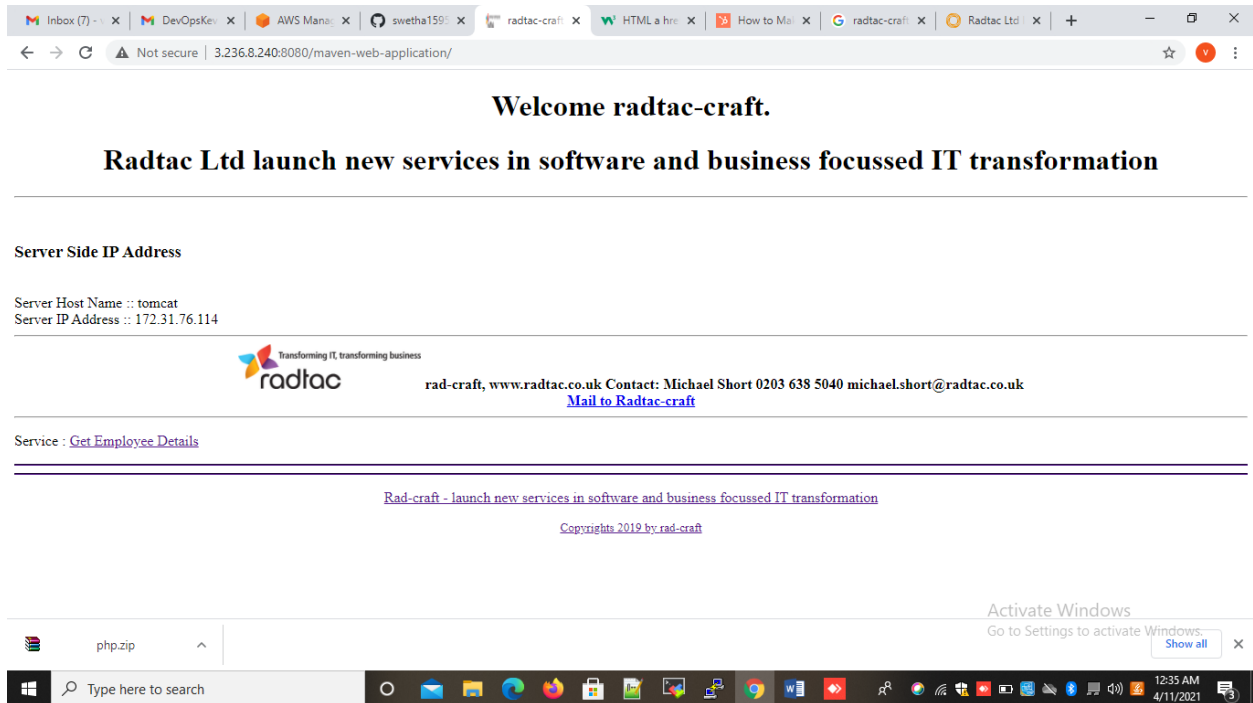 Inbox (7) -
DevOpsKev
AWS Manag
swetha159
radtac-craf
HTML a hre
How to Mai
radtac-craf
Radtac Ltd
Not secure | 3.236.8.240:8080/maven-web-application/
V
Welcome radtac-craft.
Radtac Ltd launch new services in software and business focussed IT transformation
Server Side IP Address
Server Host Name :: tomcat
Server IP Address :: 172.31.76.114
Transforming IT, transforming business
radtac
rad-craft, www.radtac.co.uk Contact: Michael Short 0203 638 5040 michael.short@radtac.co.uk
Mail to Radtac-craft
Service : Get Employee Details
Rad-craft - launch new services in software and business focussed IT transformation
Copyrights 2019 by rad-craft
Activate Windows
Go to Settings to activate Windows.
php.zip
Show all
Type here to search
12:35 AM
4/11/2021
3